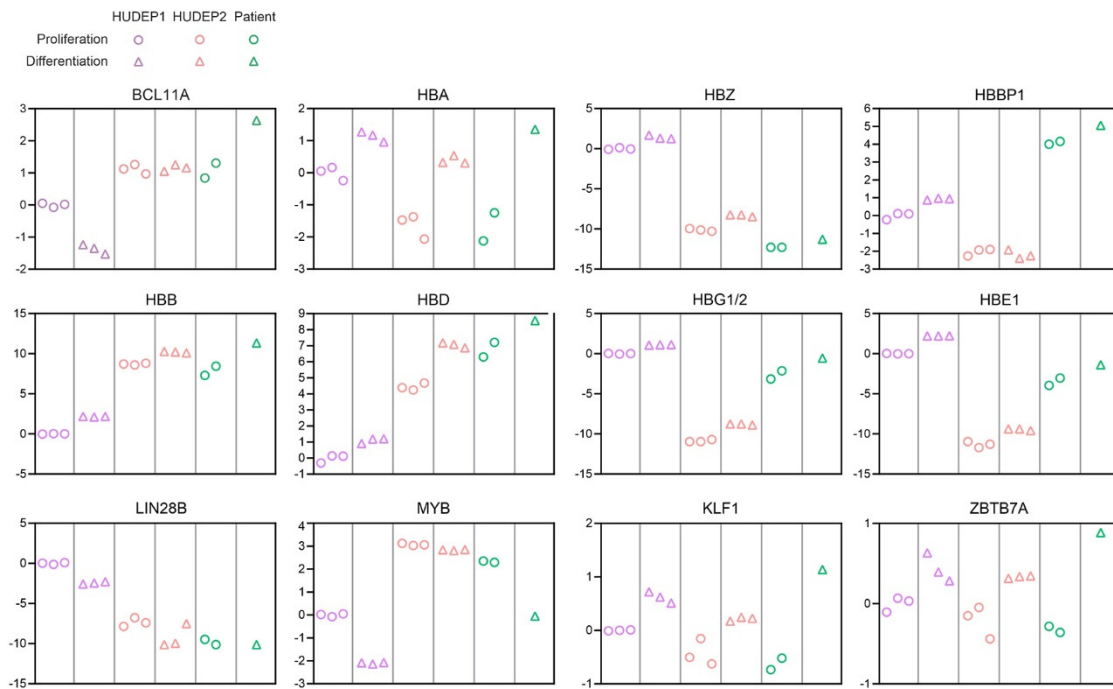 HUDEP1 HUDEP2 Patient
Proliferation
Differentiation
BCL11A HBA HBZ HBBP1
3 3 5 6
2 2 0 5
1 1 -5 4
0 0 -10 3
-1 -1 -15 2
-2 -2 1
-3 0
-1
-2
-3
HBB HBD HBG1/2 HBE1
15 9 5 5
10 8 0 0
5 7 -5 -5
0 6 -10 -10
-5 5 -15 -15
4
3
2
1
0
-1
LIN28B MYB KLF1 ZBTB7A
5 4 2 1
0 3 1 0
-5 2 0 -1
-10 1 -1
-15 0
-1
-2
-3